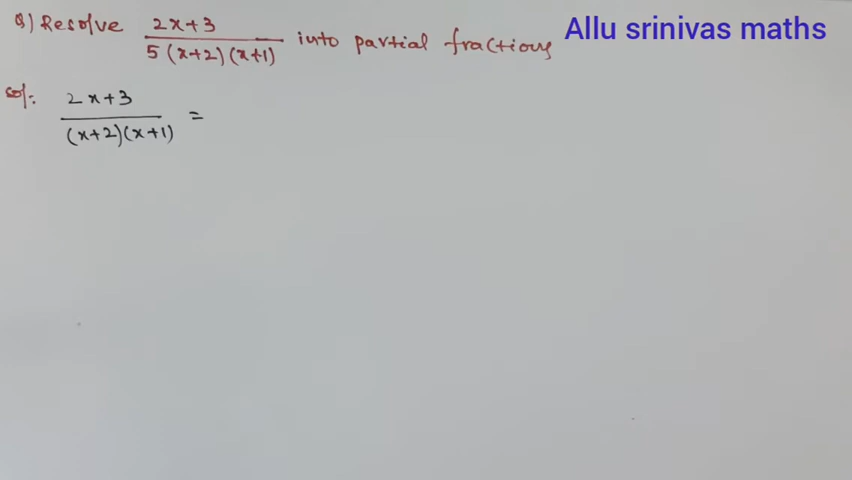 Q) Resolve 2x+3 / 5(x+2)(x+1) into partial fractions
Allu srinivas maths
Sol:- 2x+3 / (x+2)(x+1) =